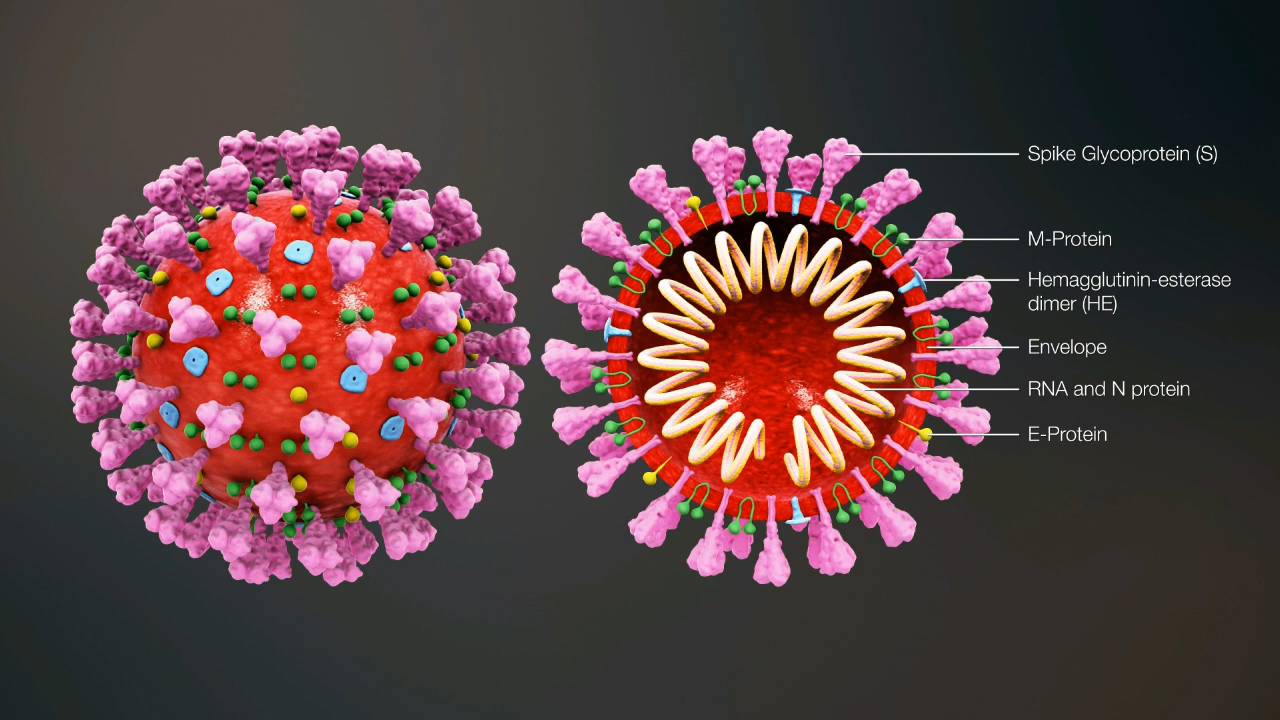 Spike Glycoprotein (S)
M-Protein
Hemagglutinin-esterase
dimer (HE)
Envelope
RNA and N protein
E-Protein